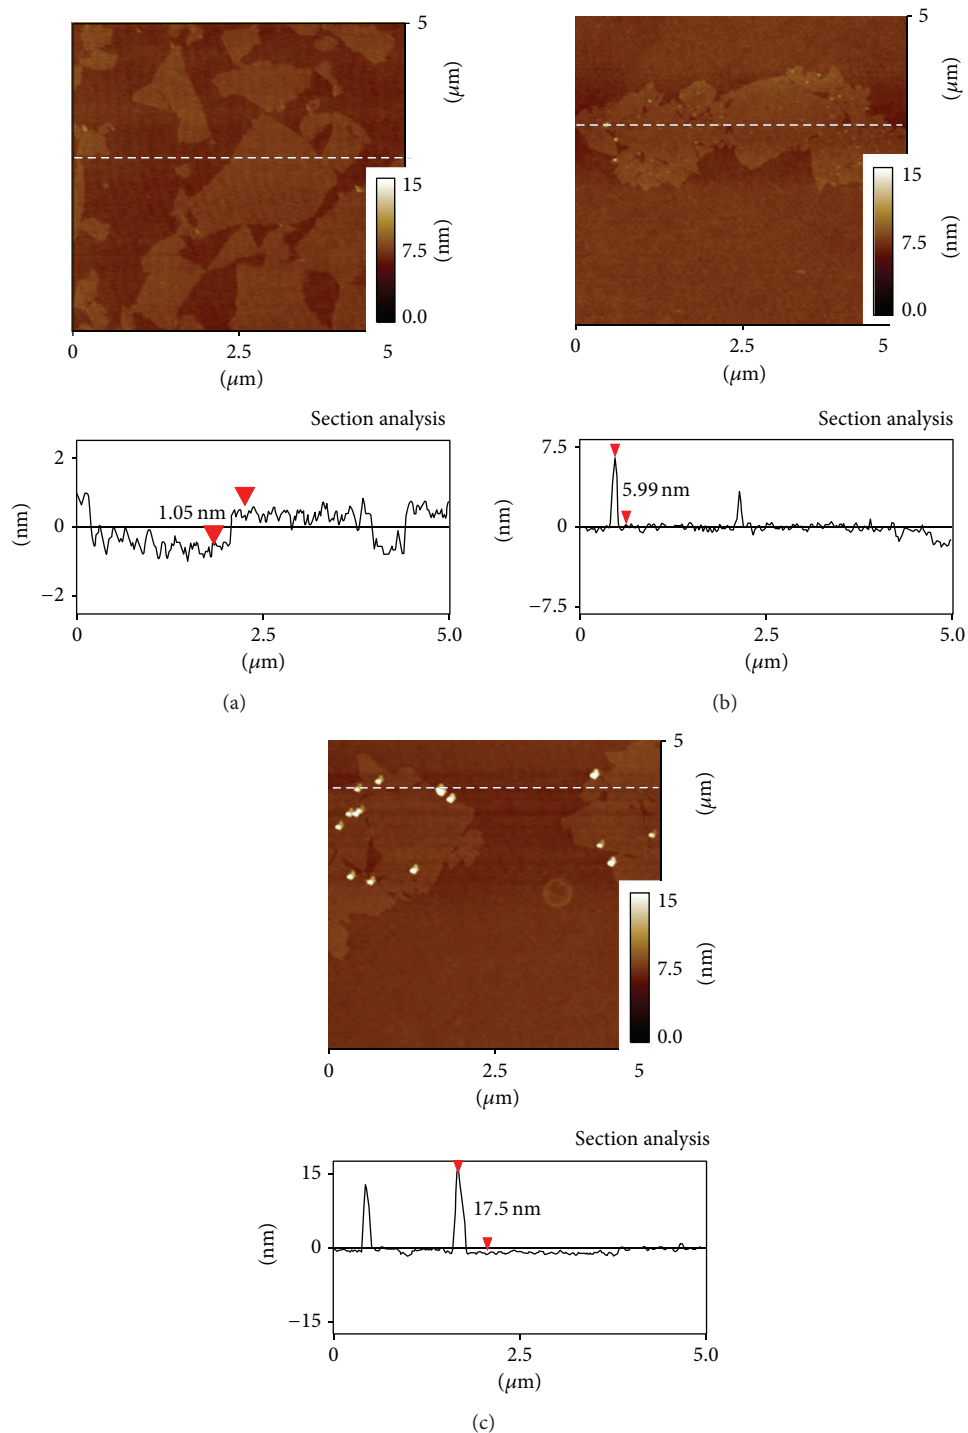 5
(μm)
15
7.5
(nm)
0.0
0 2.5 5
(μm)
Section analysis
2
1.05 nm
(nm)
0
−2
0 2.5 5.0
(μm)
(a)
5
(μm)
15
7.5
(nm)
0.0
0 2.5 5
(μm)
Section analysis
7.5
5.99 nm
(nm)
0
−7.5
0 2.5 5.0
(μm)
(b)
5
(μm)
15
7.5
(nm)
0.0
0 2.5 5
(μm)
Section analysis
15
17.5 nm
(nm)
0
−15
0 2.5 5.0
(μm)
(c)